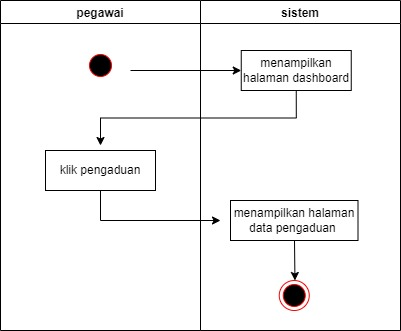 pegawai
sistem
menampilkan
halaman dashboard
klik pengaduan
menampilkan halaman
data pengaduan